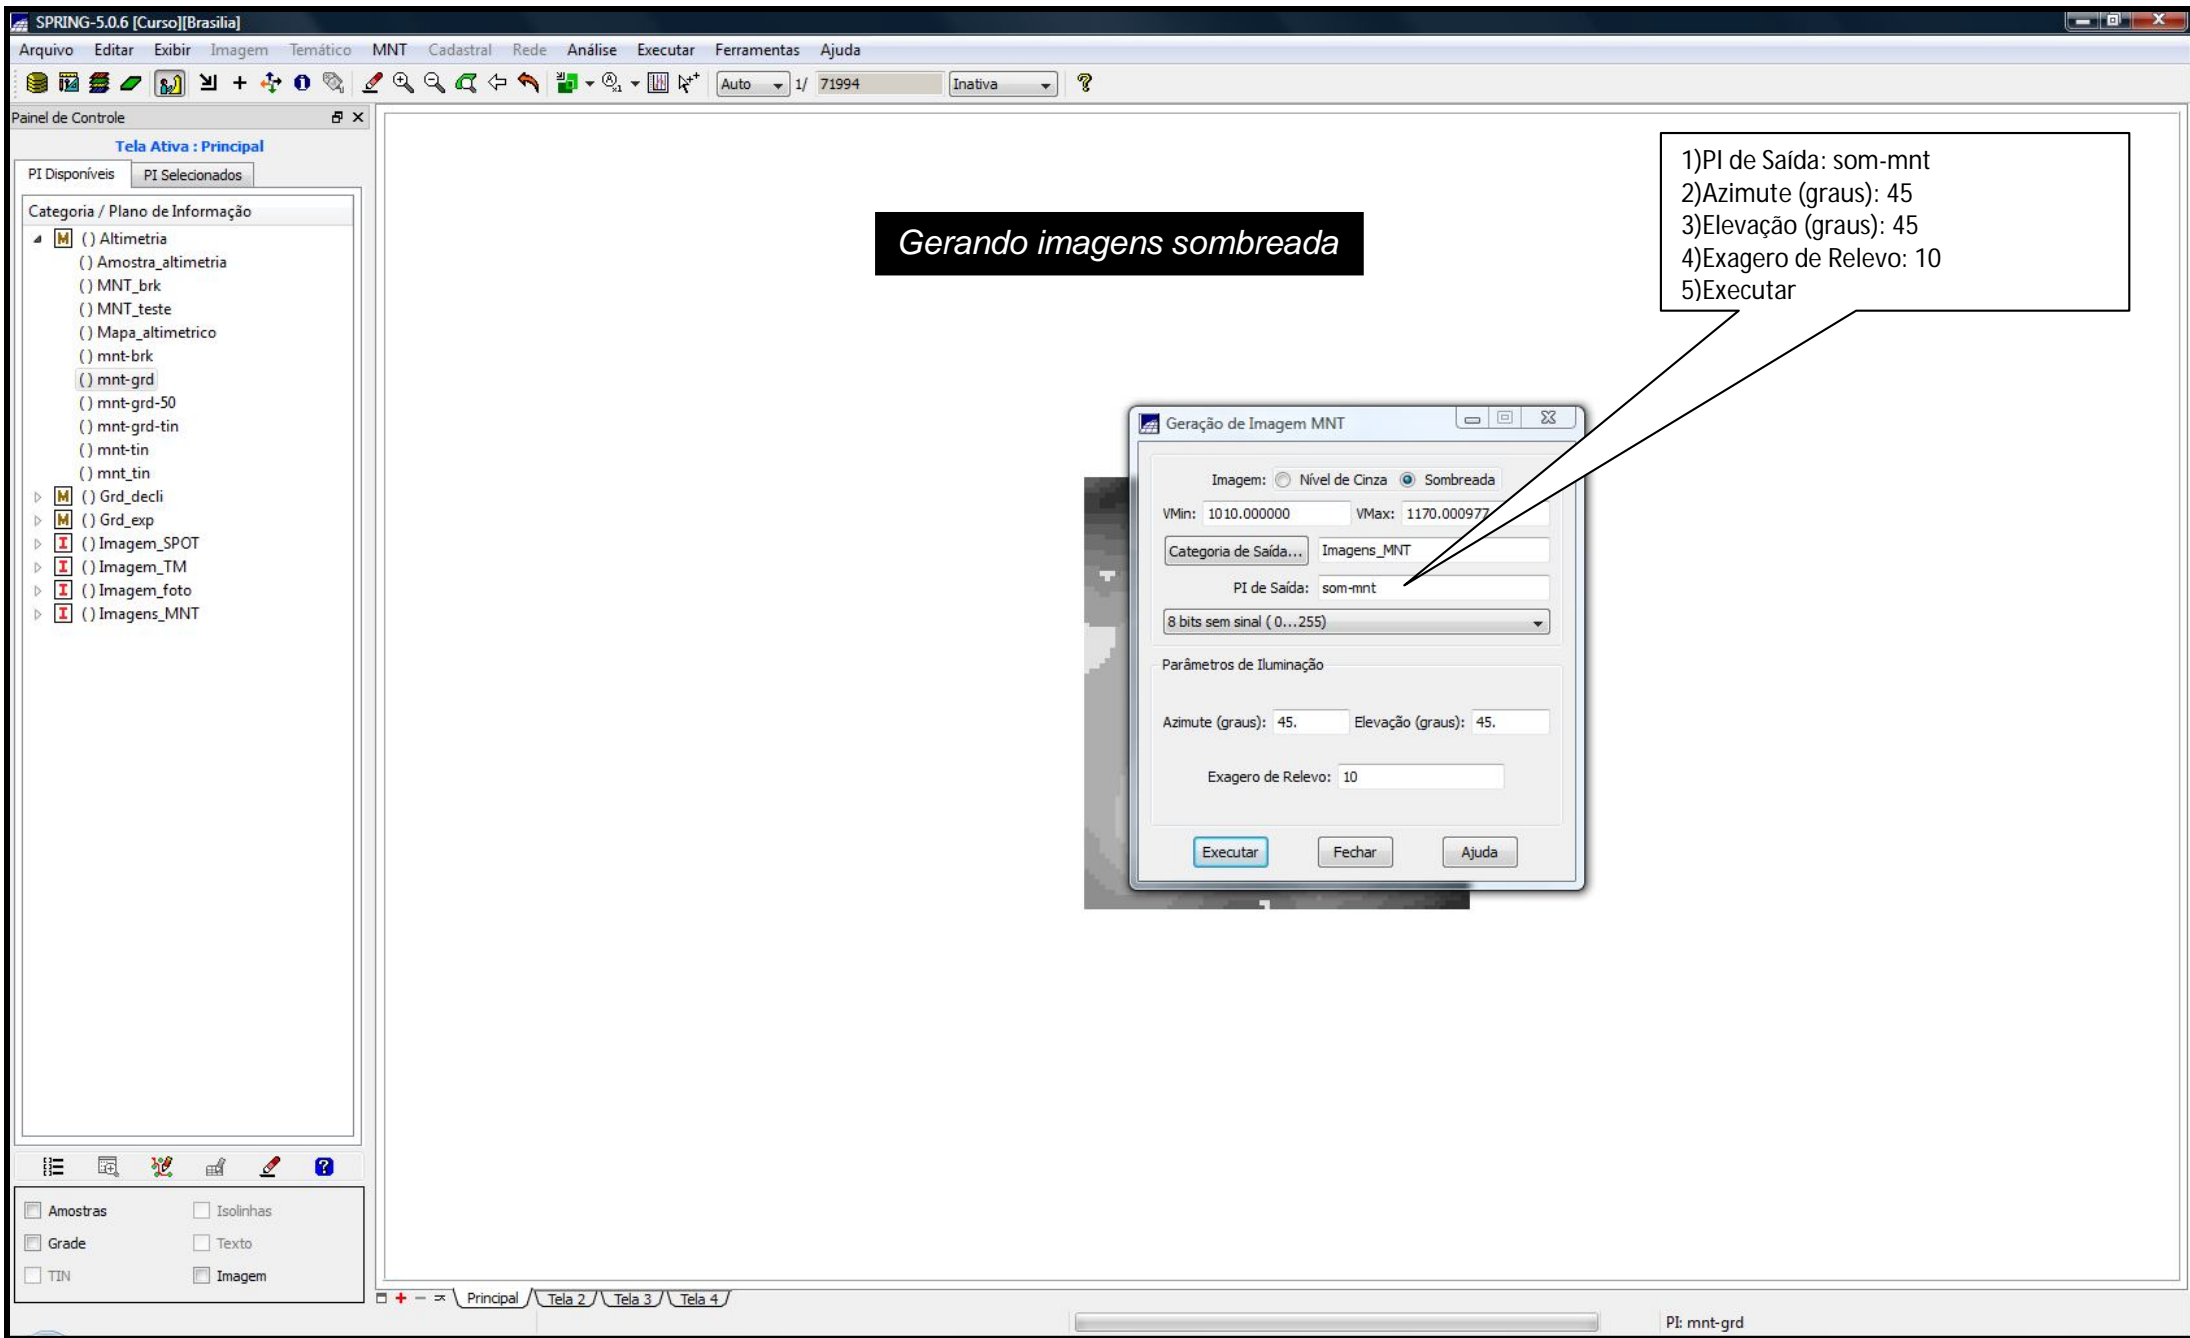 SPRING-5.0.6 [Curso][Brasilia]
Arquivo Editar Exibir Imagem Temático MNT Cadastral Rede Análise Executar Ferramentas Ajuda
Auto 1/ 71994 Inativa
Painel de Controle
Tela Ativa : Principal
PI Disponíveis PI Selecionados
Categoria / Plano de Informação
M () Altimetria
() Amostra_altimetria
() MNT_brk
() MNT_teste
() Mapa_altimetrico
() mnt-brk
() mnt-grd
() mnt-grd-50
() mnt-grd-tin
() mnt-tin
() mnt_tin
M () Grd_decli
M () Grd_exp
I () Imagem_SPOT
I () Imagem_TM
I () Imagem_foto
I () Imagens_MNT
Amostras Isolinhas
Grade Texto
TIN Imagem
Gerando imagens sombreada
1)PI de Saída: som-mnt
2)Azimute (graus): 45
3)Elevação (graus): 45
4)Exagero de Relevo: 10
5)Executar
Geração de Imagem MNT
Imagem: Nível de Cinza Sombreada
VMin: 1010.000000 VMax: 1170.000977
Categoria de Saída... Imagens_MNT
PI de Saída: som-mnt
8 bits sem sinal ( 0...255)
Parâmetros de Iluminação
Azimute (graus): 45. Elevação (graus): 45.
Exagero de Relevo: 10
Executar Fechar Ajuda
Principal Tela 2 Tela 3 Tela 4
PI: mnt-grd